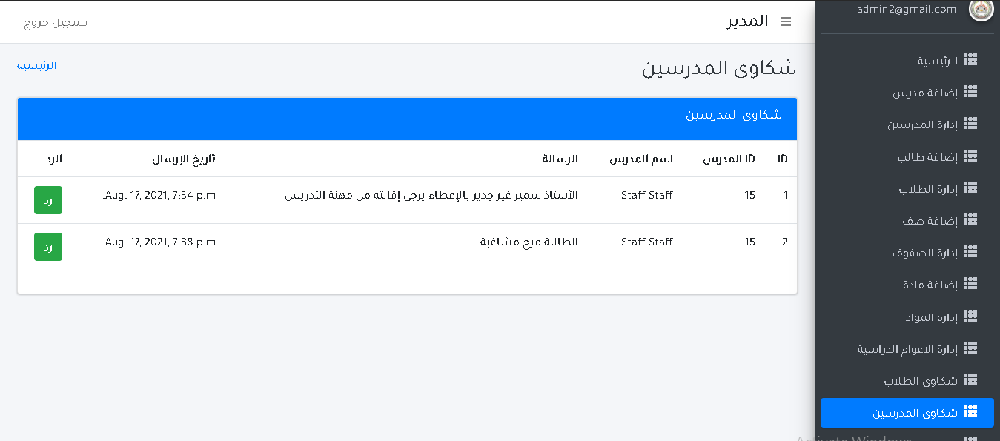 admin2@gmail.com
الرئيسية
إضافة مدرس
إدارة المدرسين
إضافة طالب
إدارة الطلاب
إضافة صف
إدارة الصفوف
إضافة مادة
إدارة المواد
إدارة الاعوام الدراسية
شكاوى الطلاب
شكاوى المدرسين
المدير
تسجيل خروج
شكاوى المدرسين
الرئيسية
شكاوى المدرسين
ID ID المدرس اسم المدرس الرسالة تاريخ الإرسال الرد
1 15 Staff Staff الأستاذ سمير غير جدير بالإعطاء يرجى إقالته من مهنة التدريس Aug. 17, 2021, 7:34 p.m. رد
2 15 Staff Staff الطالبة مرح مشاغبة Aug. 17, 2021, 7:38 p.m. رد
Activate Windows